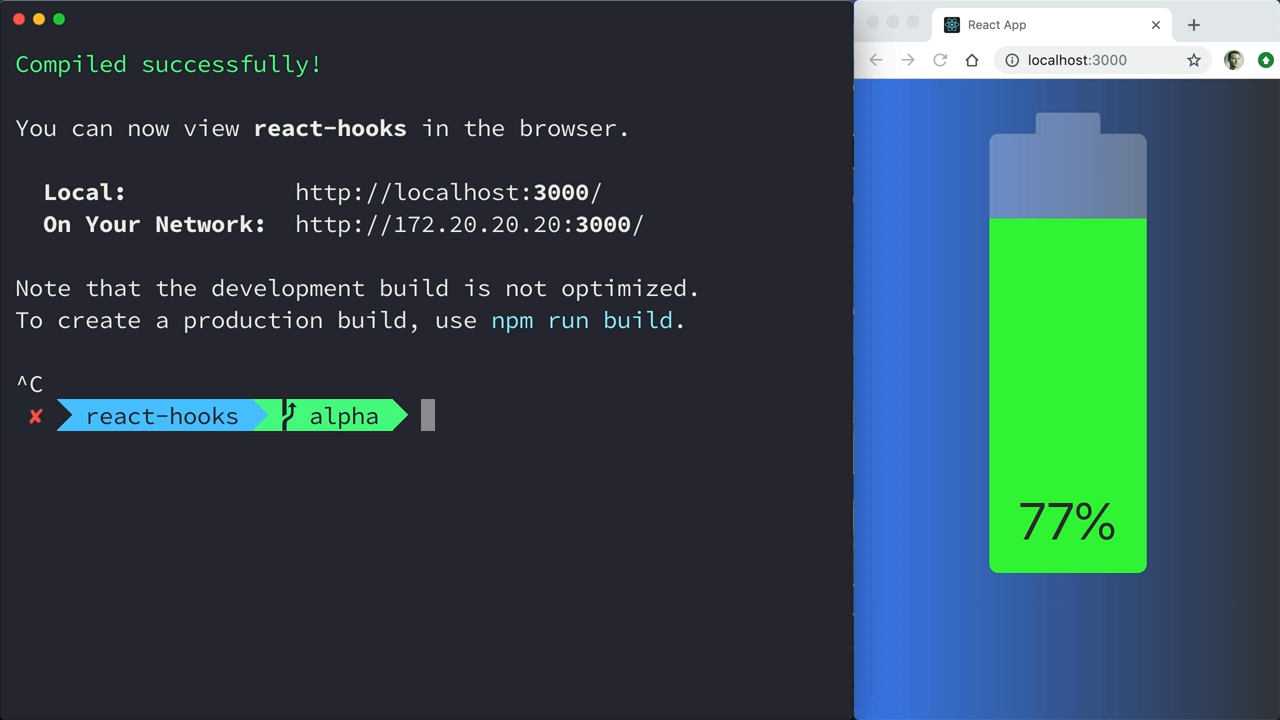 Compiled successfully!
You can now view react-hooks in the browser.
Local: http://localhost:3000/
On Your Network: http://172.20.20.20:3000/
Note that the development build is not optimized.
To create a production build, use npm run build.
^C
✘ react-hooks alpha
React App
localhost:3000
77%